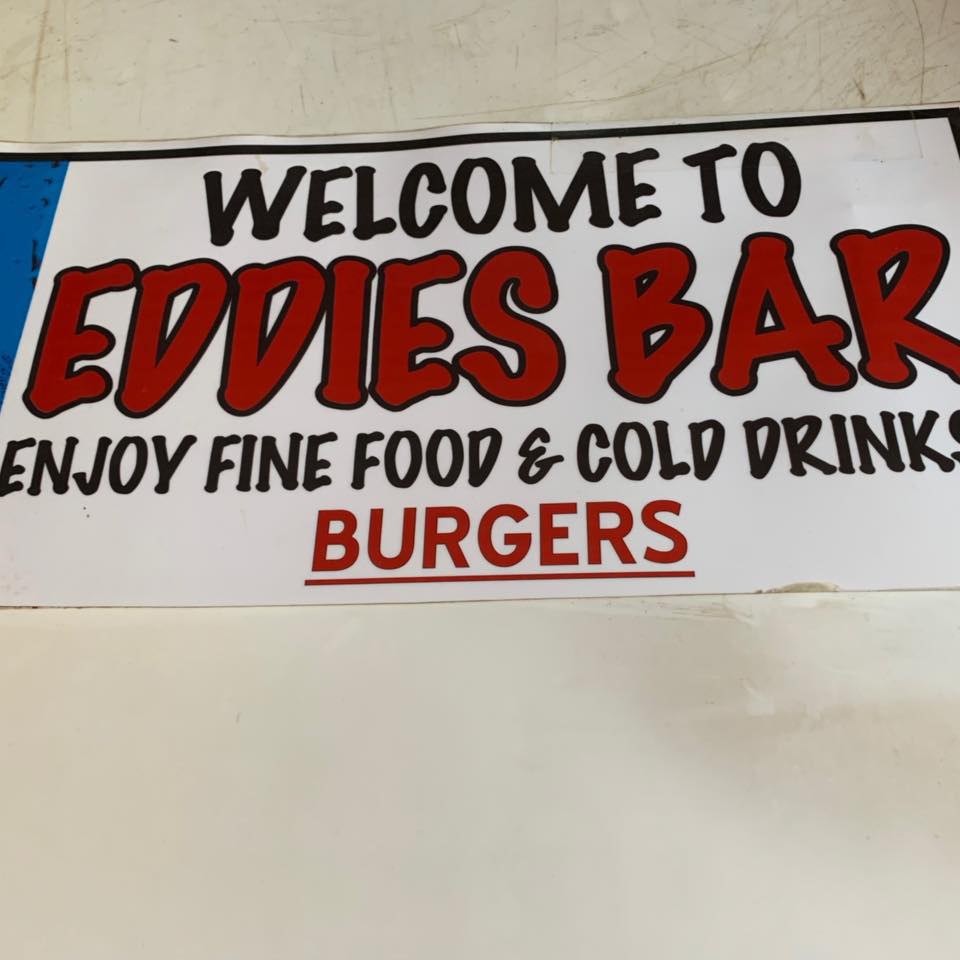 WELCOME TO
EDDIES BAR
ENJOY FINE FOOD & COLD DRINKS
BURGERS